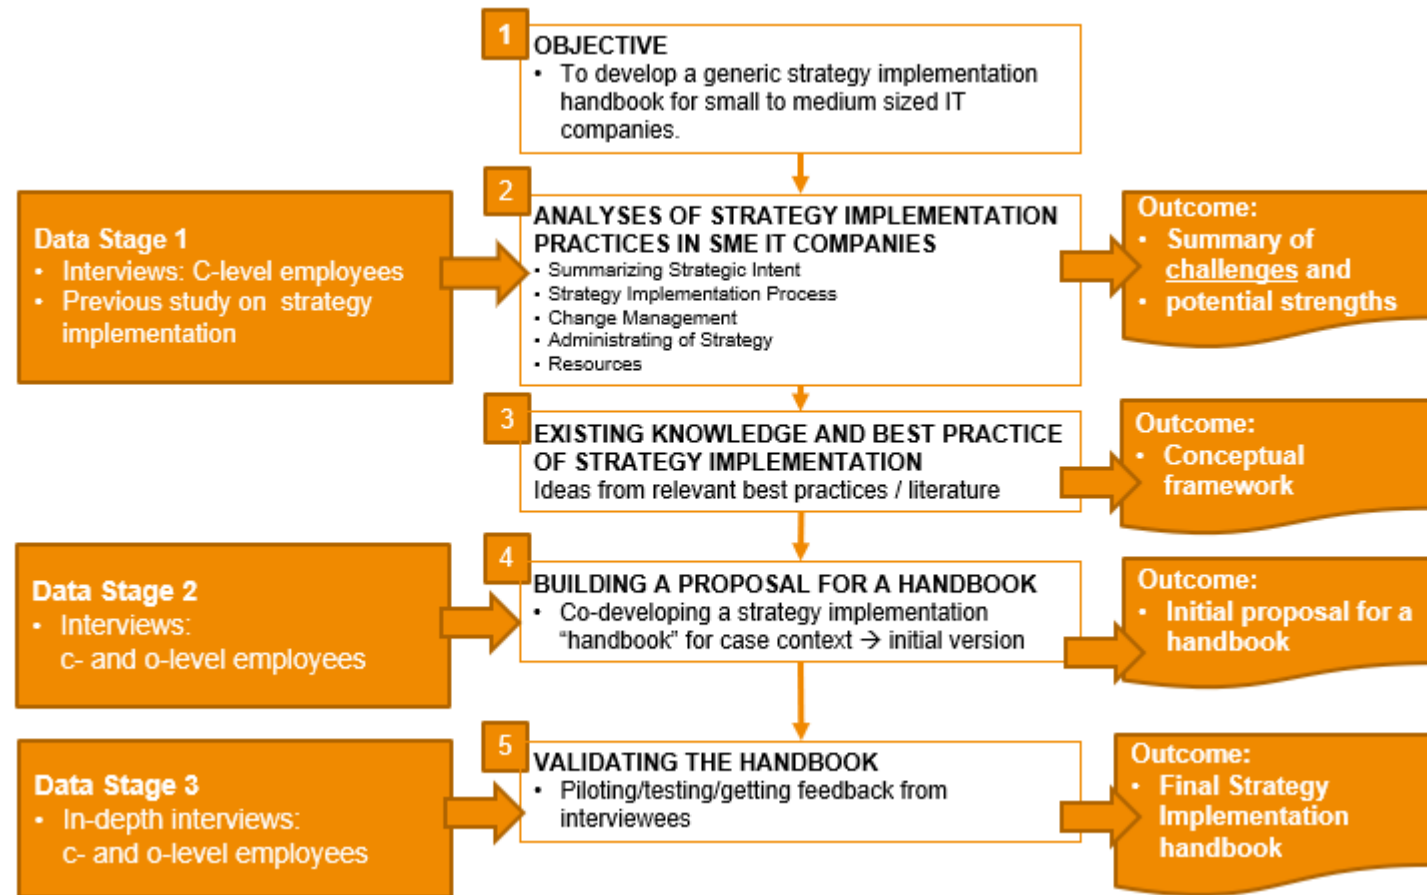 1
OBJECTIVE
• To develop a generic strategy implementation
handbook for small to medium sized IT
companies.
2
ANALYSES OF STRATEGY IMPLEMENTATION
PRACTICES IN SME IT COMPANIES
▪ Summarizing Strategic Intent
▪ Strategy Implementation Process
▪ Change Management
▪ Administrating of Strategy
▪ Resources
Data Stage 1
• Interviews: C-level employees
• Previous study on strategy
implementation
Outcome:
• Summary of
challenges and
• potential strengths
3
EXISTING KNOWLEDGE AND BEST PRACTICE
OF STRATEGY IMPLEMENTATION
Ideas from relevant best practices / literature
Outcome:
• Conceptual
framework
Data Stage 2
• Interviews:
c- and o-level employees
4
BUILDING A PROPOSAL FOR A HANDBOOK
• Co-developing a strategy implementation
“handbook” for case context → initial version
Outcome:
• Initial proposal for a
handbook
Data Stage 3
• In-depth interviews:
c- and o-level employees
5
VALIDATING THE HANDBOOK
• Piloting/testing/getting feedback from
interviewees
Outcome:
• Final Strategy
Implementation
handbook